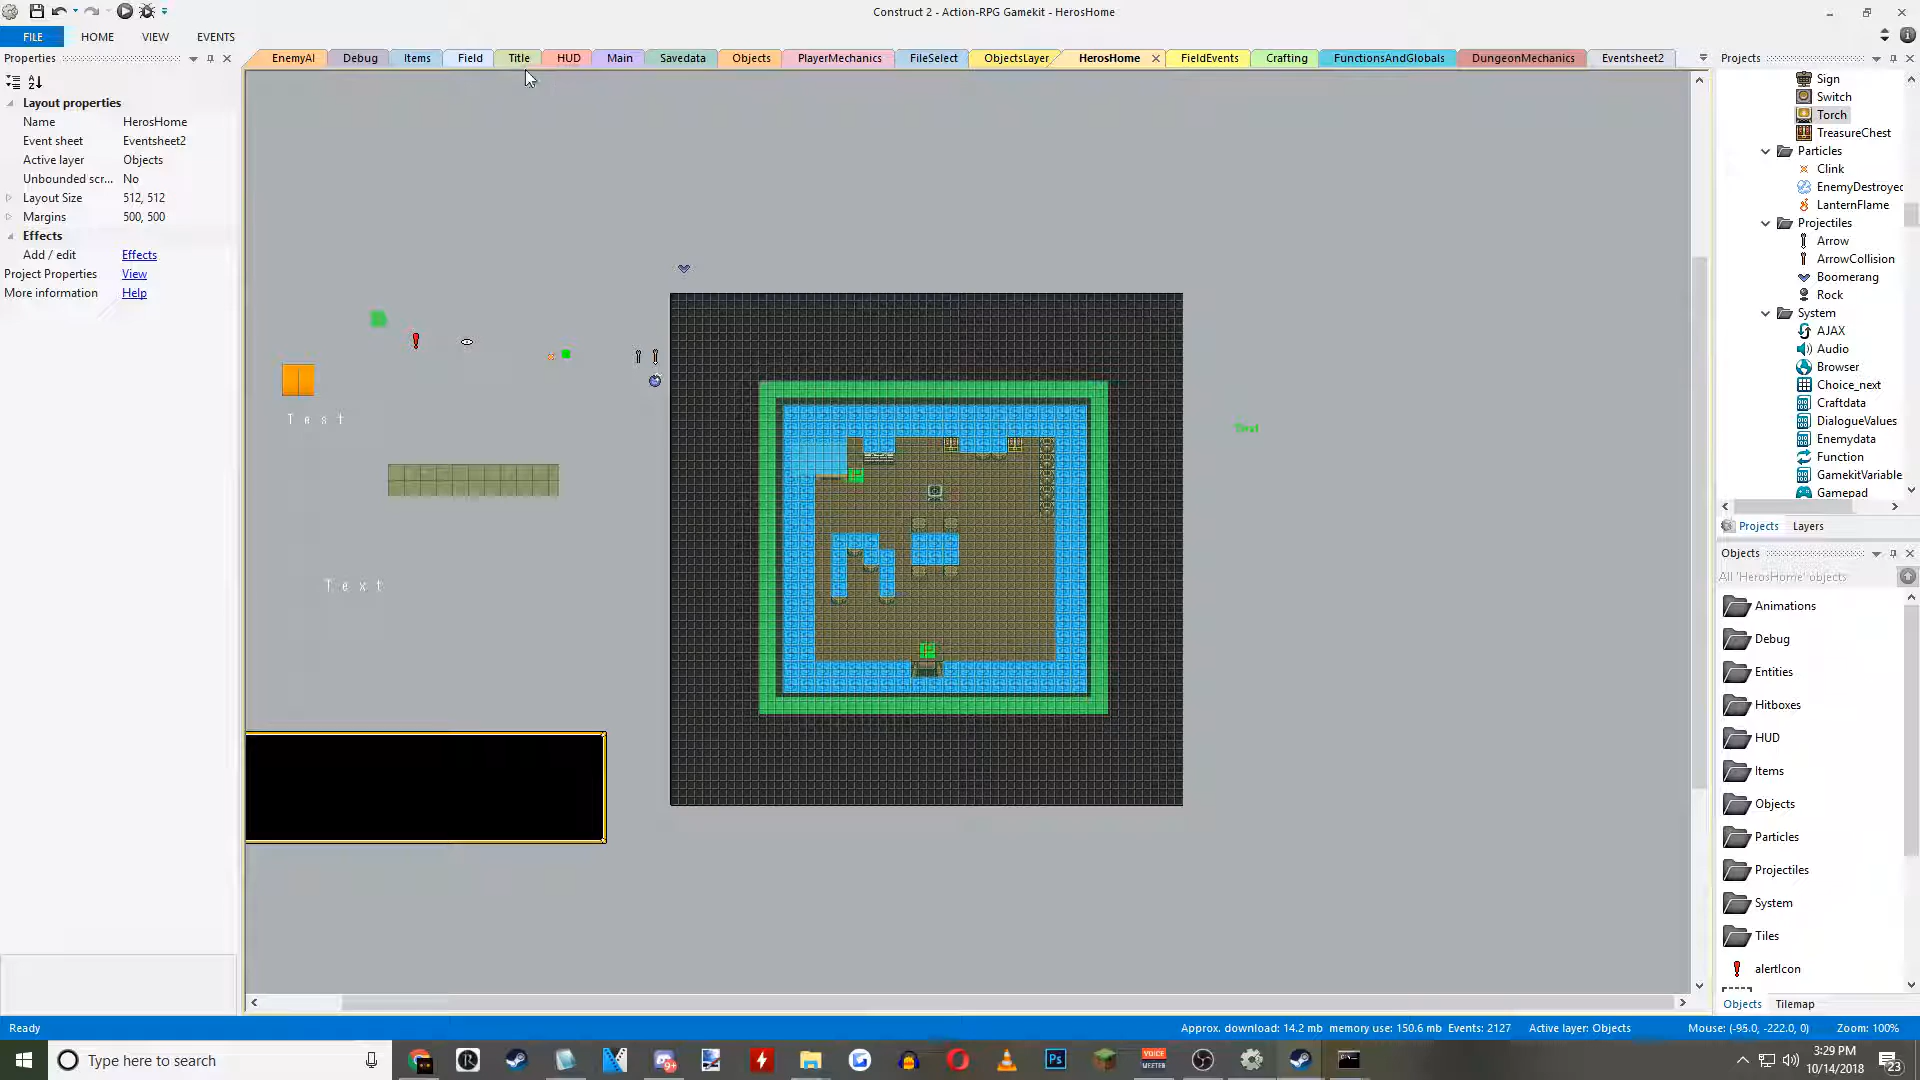 Construct 2 - Action-RPG Gamekit - HerosHome
FILE HOME VIEW EVENTS
Properties
EnemyAI Debug Items Field Title HUD Main Savedata Objects PlayerMechanics FileSelect ObjectsLayer HerosHome FieldEvents Crafting FunctionsAndGlobals DungeonMechanics Eventsheet2
Projects
Layout properties
Name HerosHome
Event sheet Eventsheet2
Active layer Objects
Unbounded scr... No
Layout Size 512, 512
Margins 500, 500
Effects
Add / edit Effects
Project Properties View
More information Help
Text
Text
Sign
Switch
Torch
TreasureChest
Particles
Clink
EnemyDestroyed
LanternFlame
Projectiles
Arrow
ArrowCollision
Boomerang
Rock
System
AJAX
Audio
Browser
Choice_next
Craftdata
DialogueValues
Enemydata
Function
GamekitVariable
Gamepad
Projects Layers
Objects
All 'HerosHome' objects
Animations
Debug
Entities
Hitboxes
HUD
Items
Objects
Particles
Projectiles
System
Tiles
alertIcon
Objects Tilemap
Ready
Approx. download: 14.2 mb memory use: 150.6 mb Events: 2127 Active layer: Objects Mouse: (-95.0, -222.0, 0) Zoom: 100%
Type here to search
3:29 PM
10/14/2018
23